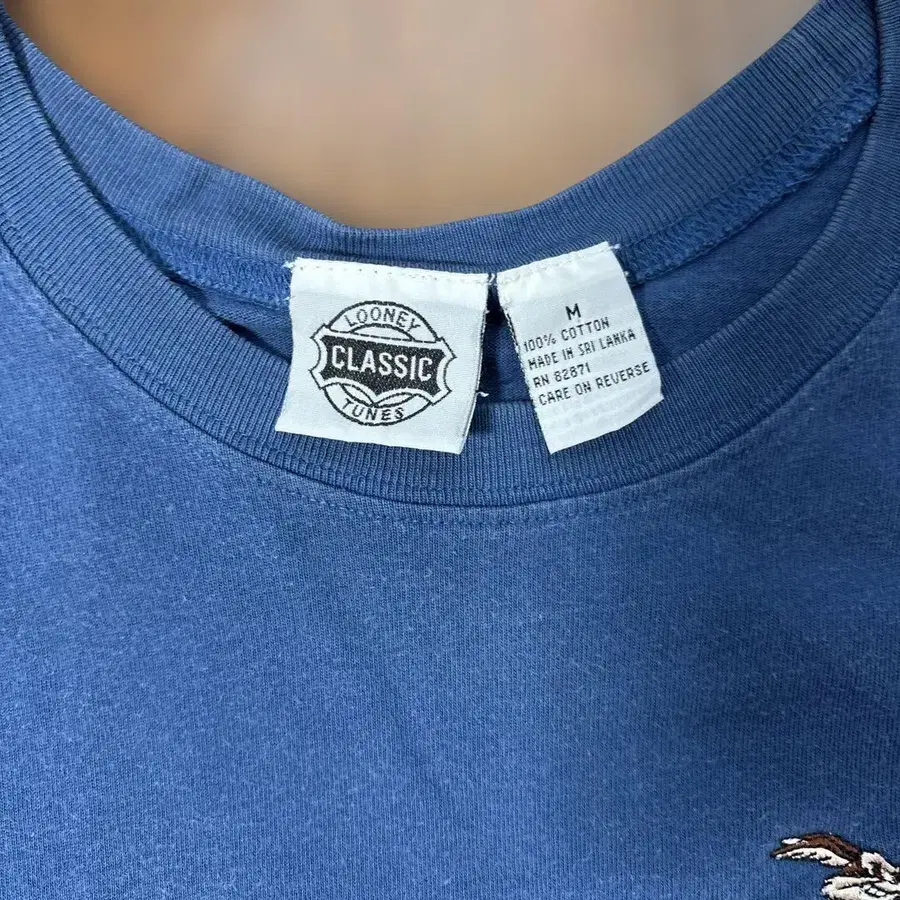 LOONEY
CLASSIC
TUNES
M
100% COTTON
MADE IN SRI LANKA
RN 82871
CARE ON REVERSE